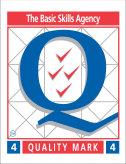 The Basic Skills Agency
Q
4 QUALITY MARK 4